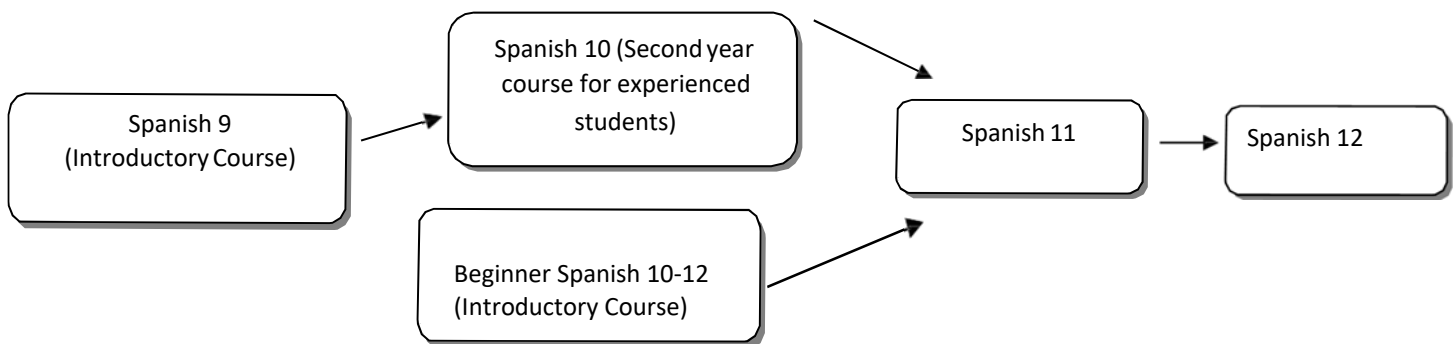 Spanish 9
(Introductory Course)
Spanish 10 (Second year
course for experienced
students)
Beginner Spanish 10-12
(Introductory Course)
Spanish 11
Spanish 12